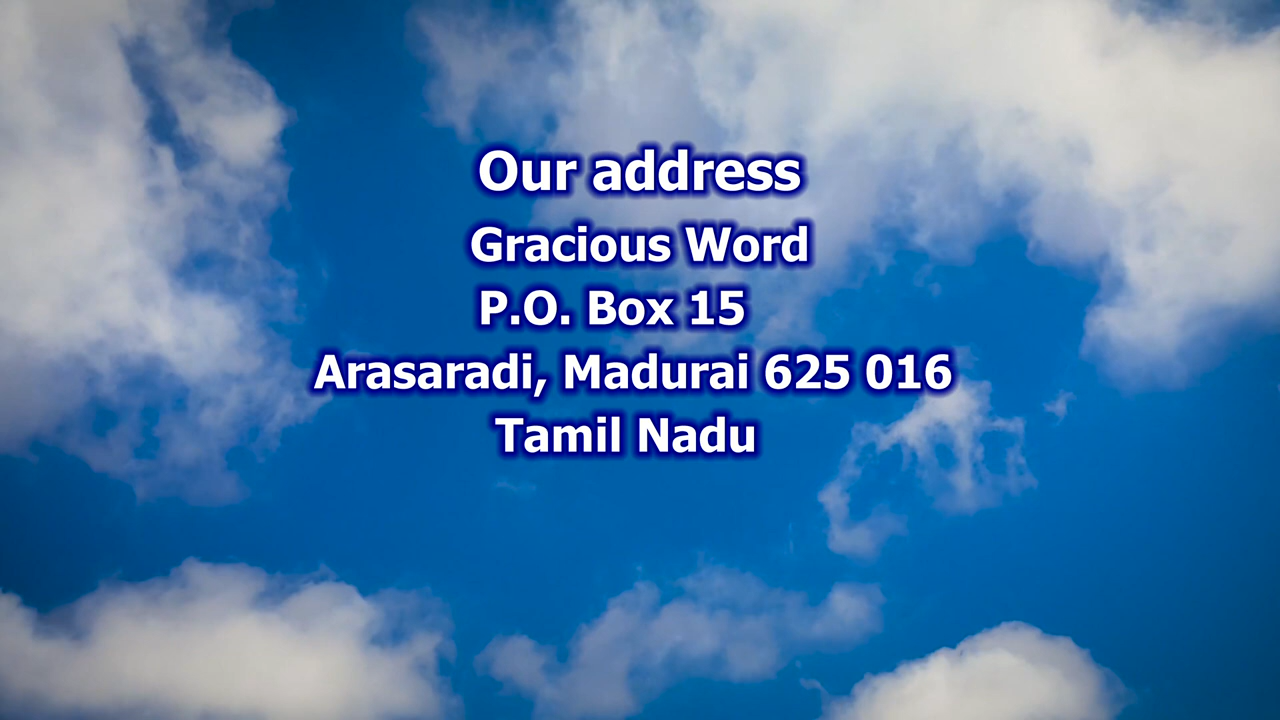 Our address
Gracious Word
P.O. Box 15
Arasaradi, Madurai 625 016
Tamil Nadu